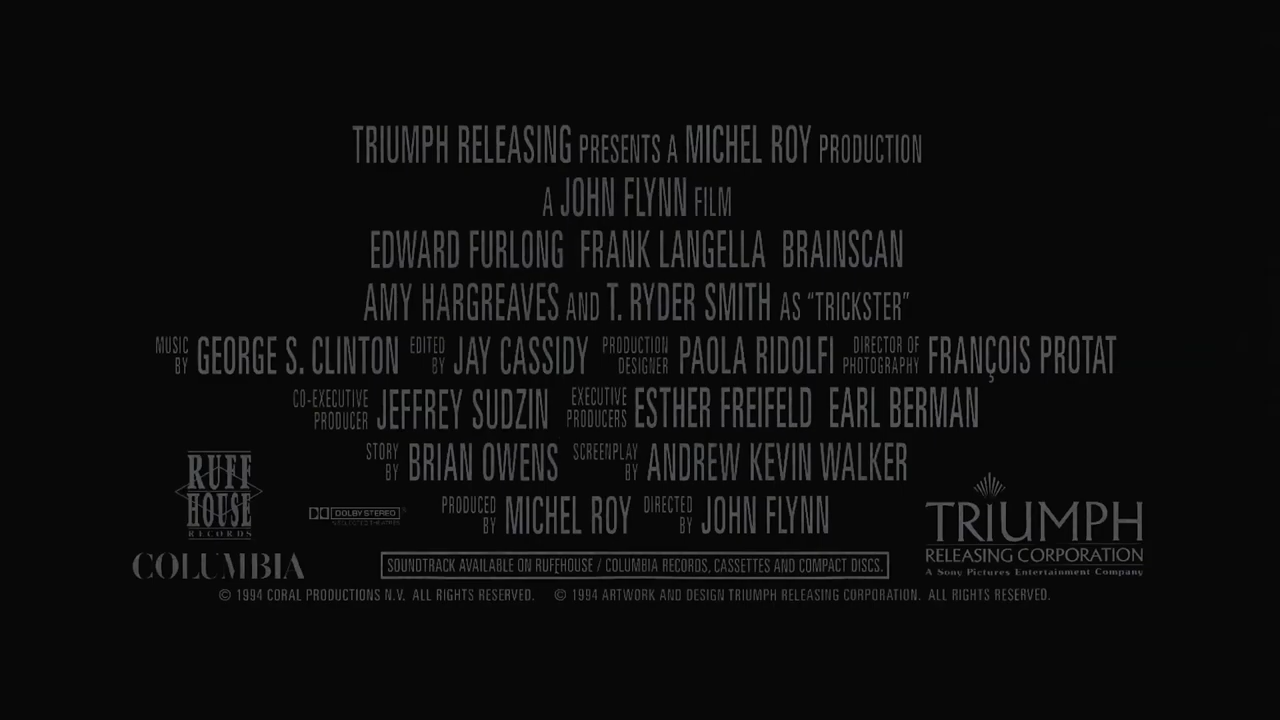 TRIUMPH RELEASING PRESENTS A MICHEL ROY PRODUCTION
A JOHN FLYNN FILM
EDWARD FURLONG FRANK LANGELLA BRAINSCAN
AMY HARGREAVES AND T. RYDER SMITH AS "TRICKSTER"
MUSIC BY GEORGE S. CLINTON EDITED BY JAY CASSIDY PRODUCTION DESIGNER PAOLA RIDOLFI DIRECTOR OF PHOTOGRAPHY FRANÇOIS PROTAT
CO-EXECUTIVE PRODUCER JEFFREY SUDZIN EXECUTIVE PRODUCERS ESTHER FREIFELD EARL BERMAN
STORY BY BRIAN OWENS SCREENPLAY BY ANDREW KEVIN WALKER
PRODUCED BY MICHEL ROY DIRECTED BY JOHN FLYNN
RUFF
HOUSE
RECORDS
COLUMBIA
DOLBY STEREO
SOUNDTRACK AVAILABLE ON RUFFHOUSE / COLUMBIA RECORDS, CASSETTES AND COMPACT DISCS.
TRIUMPH
RELEASING CORPORATION
A Sony Pictures Entertainment Company
© 1994 CORAL PRODUCTIONS N.V. ALL RIGHTS RESERVED. © 1994 ARTWORK AND DESIGN TRIUMPH RELEASING CORPORATION. ALL RIGHTS RESERVED.